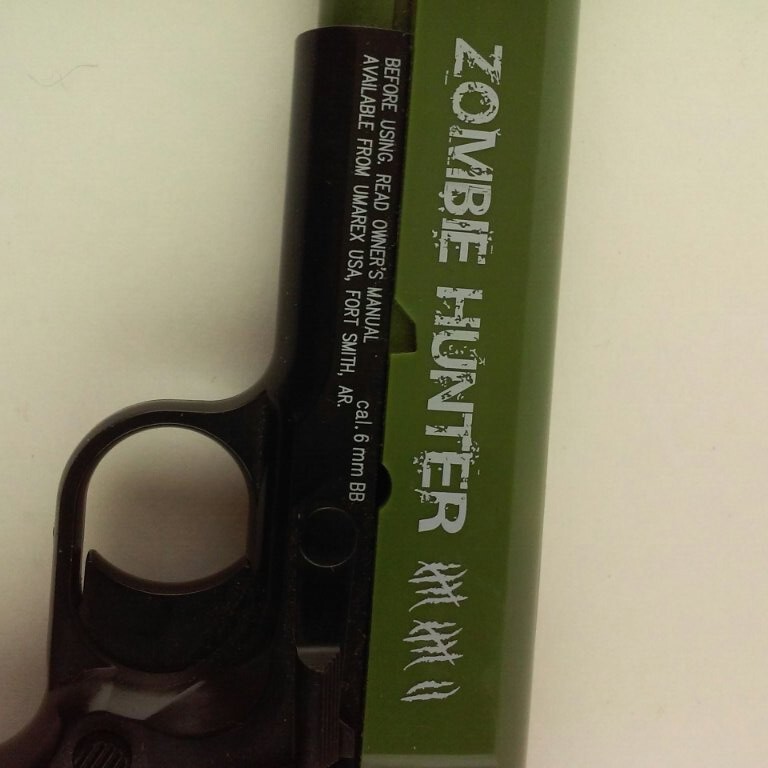 ZOMBIE HUNTER
BEFORE USING, READ OWNER'S MANUAL
AVAILABLE FROM UMAREX USA, FORT SMITH, AR.
cal. 6 mm BB